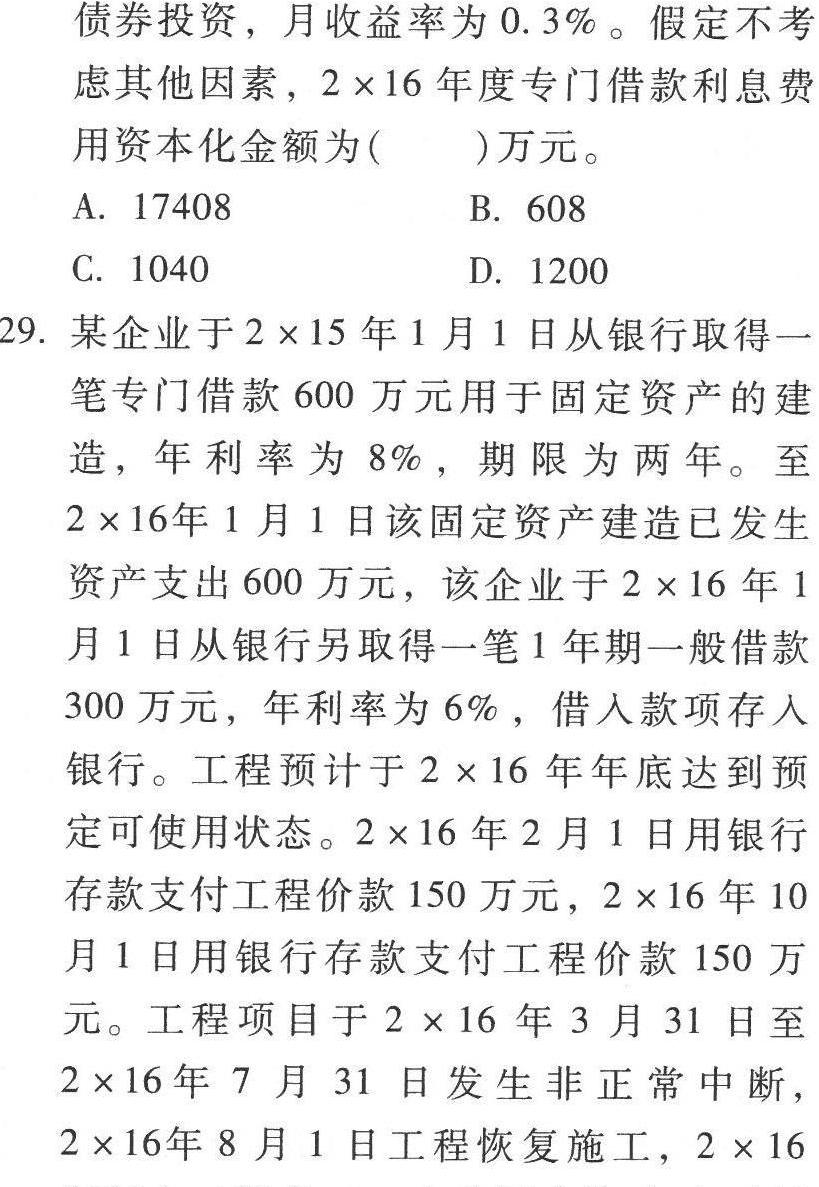 债券投资，月收益率为 0.3%。假定不考
虑其他因素，2×16 年度专门借款利息费
用资本化金额为(　　)万元。
A. 17408　　B. 608
C. 1040　　D. 1200
29. 某企业于 2×15 年 1 月 1 日从银行取得一
笔专门借款 600 万元用于固定资产的建
造，年利率为 8%，期限为两年。至
2×16年 1 月 1 日该固定资产建造已发生
资产支出 600 万元，该企业于 2×16 年 1
月 1 日从银行另取得一笔 1 年期一般借款
300 万元，年利率为 6%，借入款项存入
银行。工程预计于 2×16 年年底达到预
定可使用状态。2×16 年 2 月 1 日用银行
存款支付工程价款 150 万元，2×16 年 10
月 1 日用银行存款支付工程价款 150 万
元。工程项目于 2×16 年 3 月 31 日至
2×16年 7 月 31 日发生非正常中断，
2×16年 8 月 1 日工程恢复施工，2×16